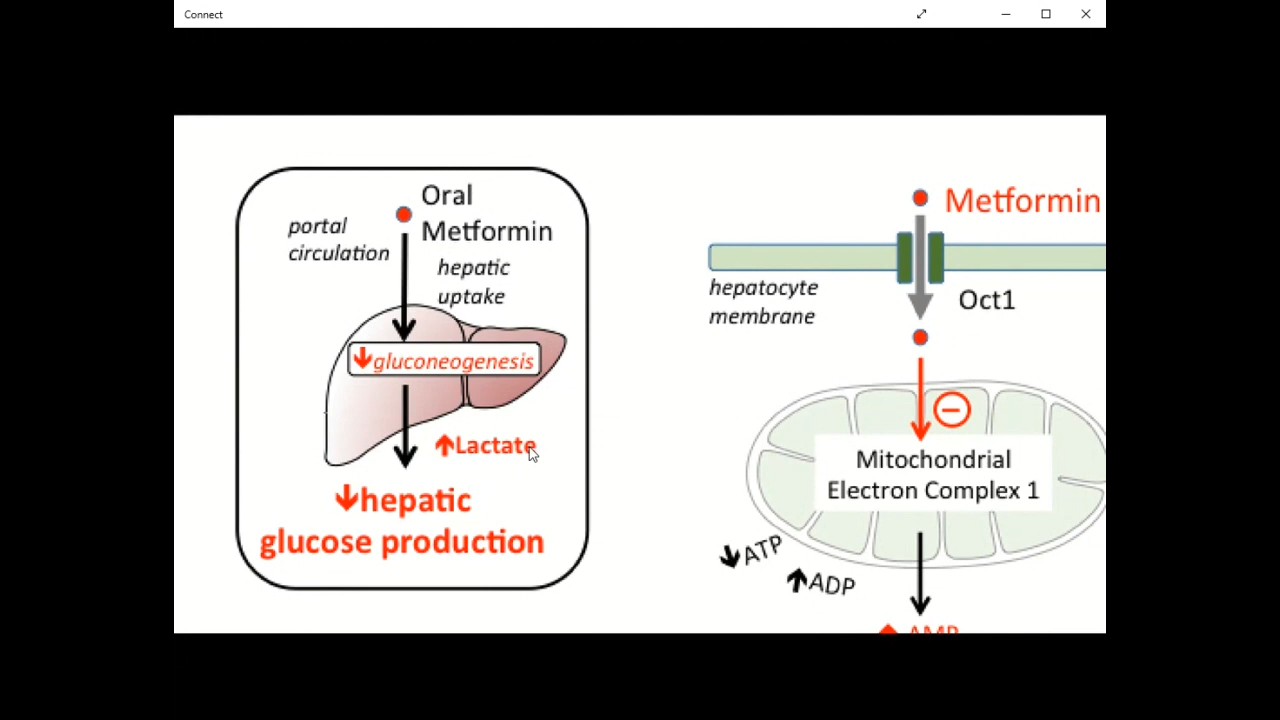 Connect
Oral
Metformin
portal
circulation
hepatic
uptake
↓gluconeogenesis
↑Lactate
↓hepatic
glucose production
Metformin
hepatocyte
membrane
Oct1
Mitochondrial
Electron Complex 1
↓ATP
↑ADP